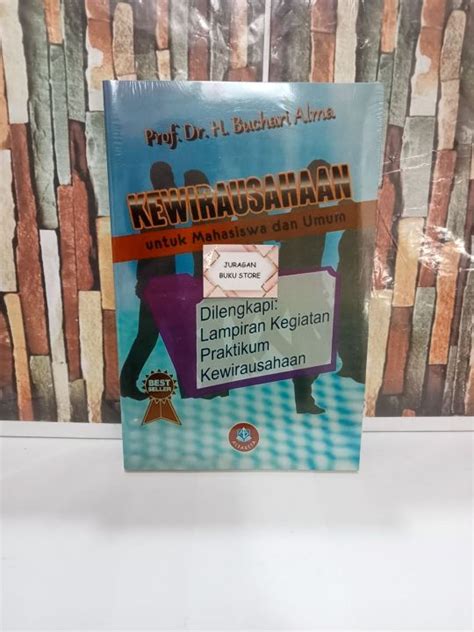 Prof. Dr. H. Buchari Alma
KEWIRAUSAHAAN
untuk Mahasiswa dan Umum
JURAGAN
BUKU STORE
Dilengkapi:
Lampiran Kegiatan
Praktikum
Kewirausahaan
BEST
SELLER
ALFABETA